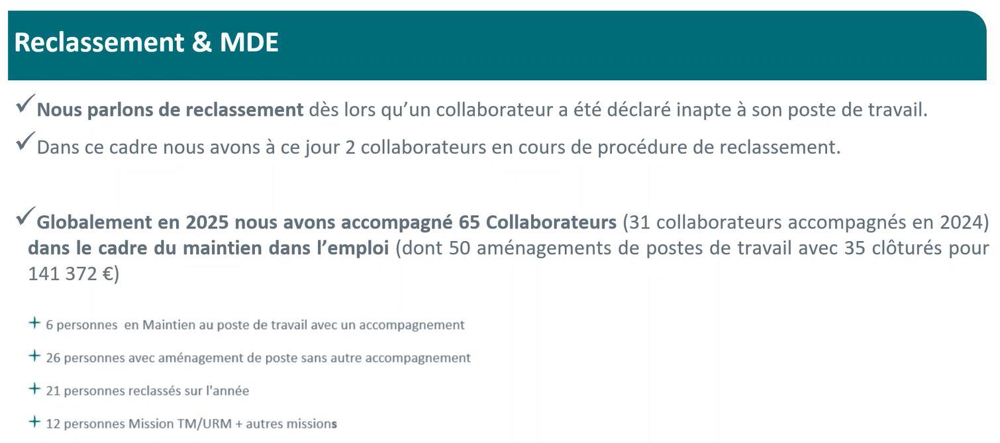 Reclassement & MDE
✓Nous parlons de reclassement dès lors qu’un collaborateur a été déclaré inapte à son poste de travail.
✓Dans ce cadre nous avons à ce jour 2 collaborateurs en cours de procédure de reclassement.
✓Globalement en 2025 nous avons accompagné 65 Collaborateurs (31 collaborateurs accompagnés en 2024)
dans le cadre du maintien dans l’emploi (dont 50 aménagements de postes de travail avec 35 clôturés pour
141 372 €)
+ 6 personnes  en Maintien au poste de travail avec un accompagnement
+ 26 personnes avec aménagement de poste sans autre accompagnement
+ 21 personnes reclassés sur l'année
+ 12 personnes Mission TM/URM + autres missions